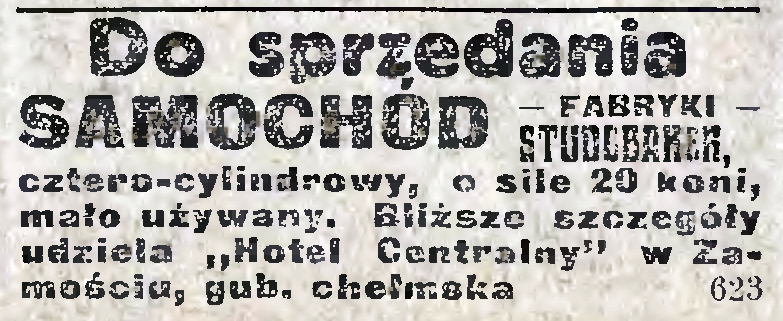 Do sprzedania
SAMOCHÓD — FABRYKI —
STUDEBAKER,
cztero-cylindrowy, o sile 20 koni,
mało używany. Bliższe szczegóły
udziela „Hotel Centralny” w Za-
mościu, gub. chełmska 623